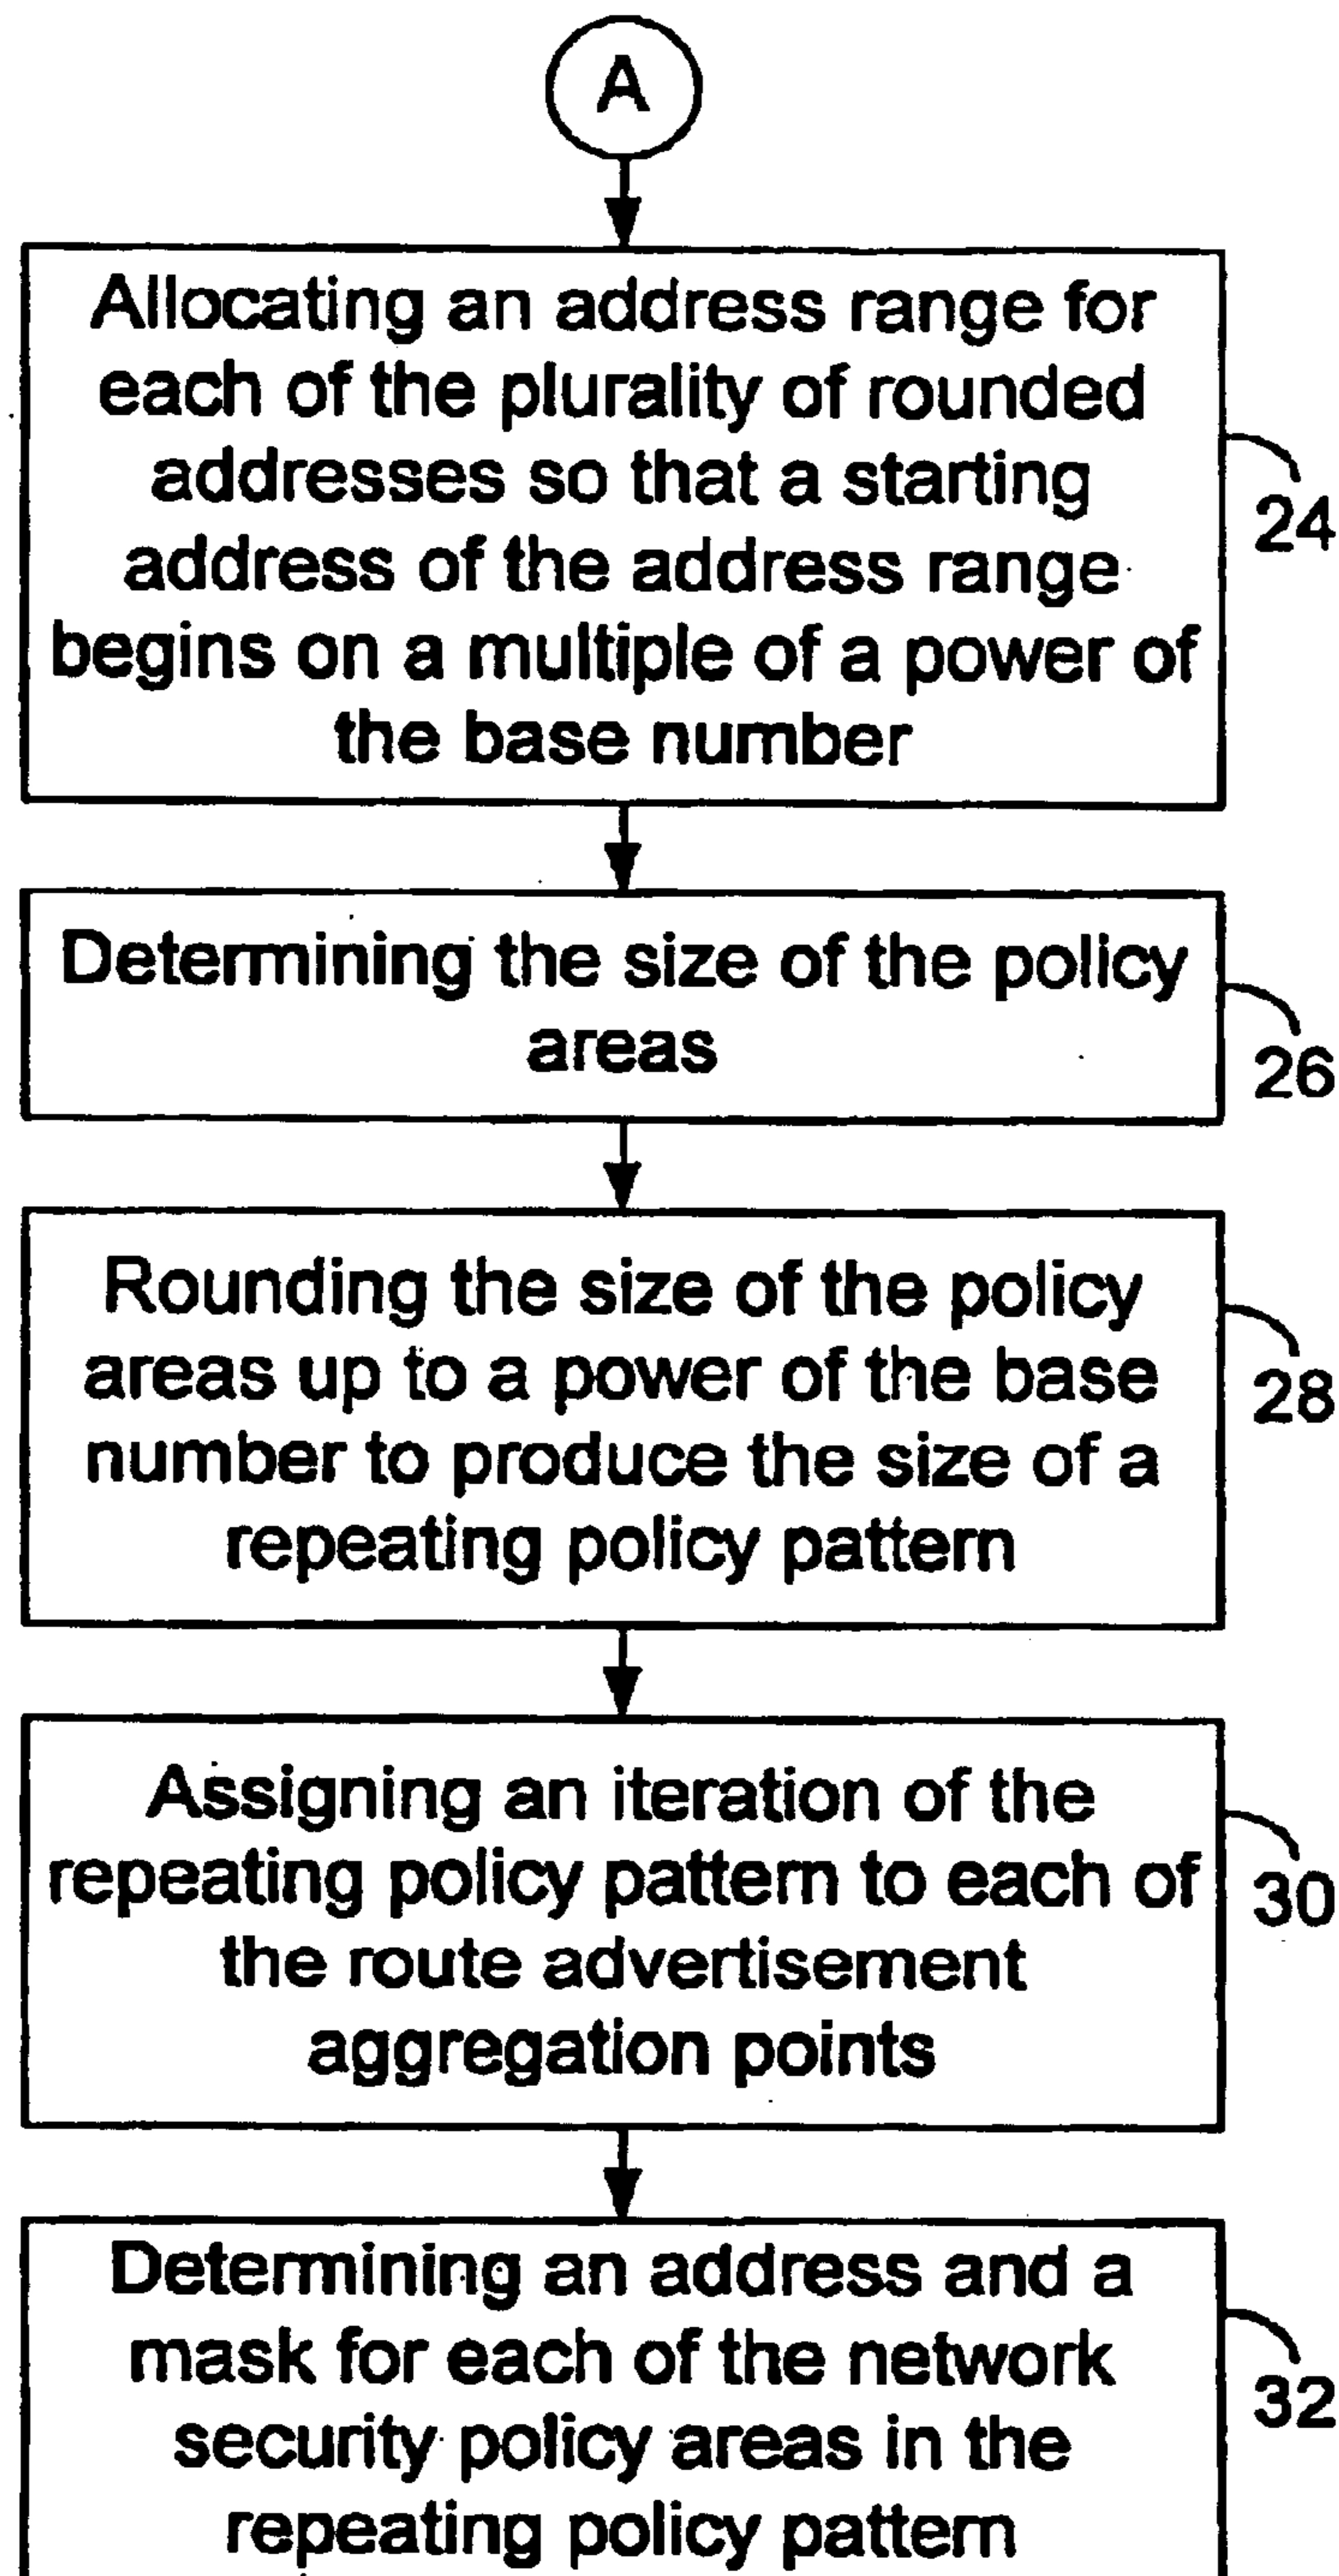 A
Allocating an address range for
each of the plurality of rounded
addresses so that a starting
address of the address range
begins on a multiple of a power of
the base number
24
Determining the size of the policy
areas
26
Rounding the size of the policy
areas up to a power of the base
number to produce the size of a
repeating policy pattern
28
Assigning an iteration of the
repeating policy pattern to each of
the route advertisement
aggregation points
30
Determining an address and a
mask for each of the network
security policy areas in the
repeating policy pattern
32